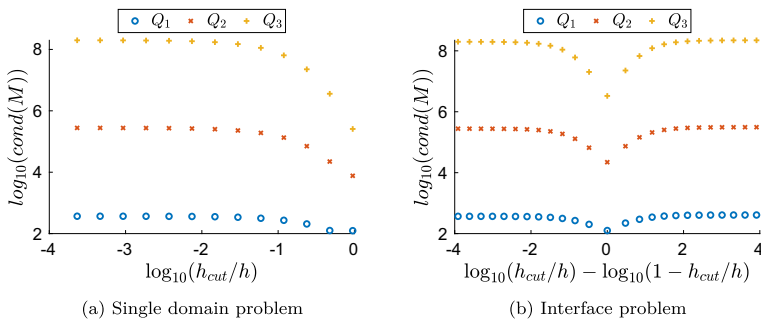 Q1 Q2 Q3
log10(cond(M))
8
6
4
2
-4 -3 -2 -1 0
log10(hcut/h)
(a) Single domain problem
Q1 Q2 Q3
log10(cond(M))
8
6
4
2
-4 -2 0 2 4
log10(hcut/h) − log10(1 − hcut/h)
(b) Interface problem